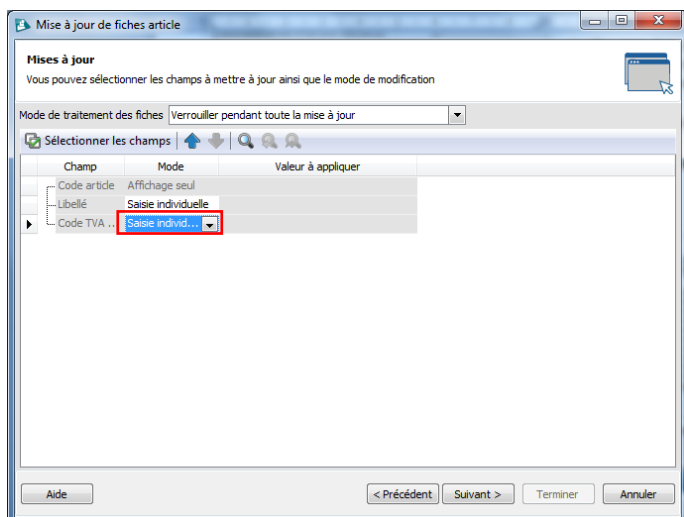 Mise à jour de fiches article
Mises à jour
Vous pouvez sélectionner les champs à mettre à jour ainsi que le mode de modification
Mode de traitement des fiches Verrouiller pendant toute la mise à jour
Sélectionner les champs
Champ Mode Valeur à appliquer
Code article Affichage seul
Libellé Saisie individuelle
Code TVA ... Saisie individ...
Aide < Précédent Suivant > Terminer Annuler